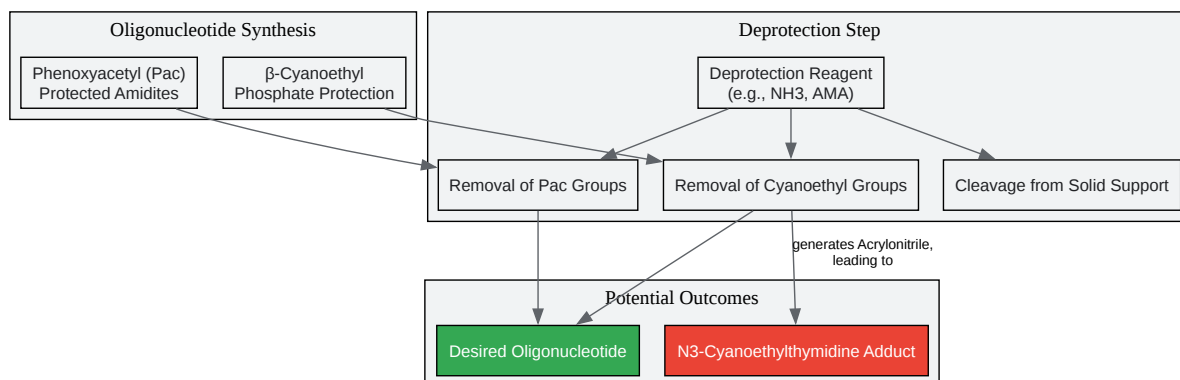 Oligonucleotide Synthesis
Deprotection Step
Phenoxyacetyl (Pac)
Protected Amidites
β-Cyanoethyl
Phosphate Protection
Deprotection Reagent
(e.g., NH3, AMA)
Removal of Pac Groups
Removal of Cyanoethyl Groups
Cleavage from Solid Support
generates Acrylonitrile,
leading to
Potential Outcomes
Desired Oligonucleotide
N3-Cyanoethylthymidine Adduct